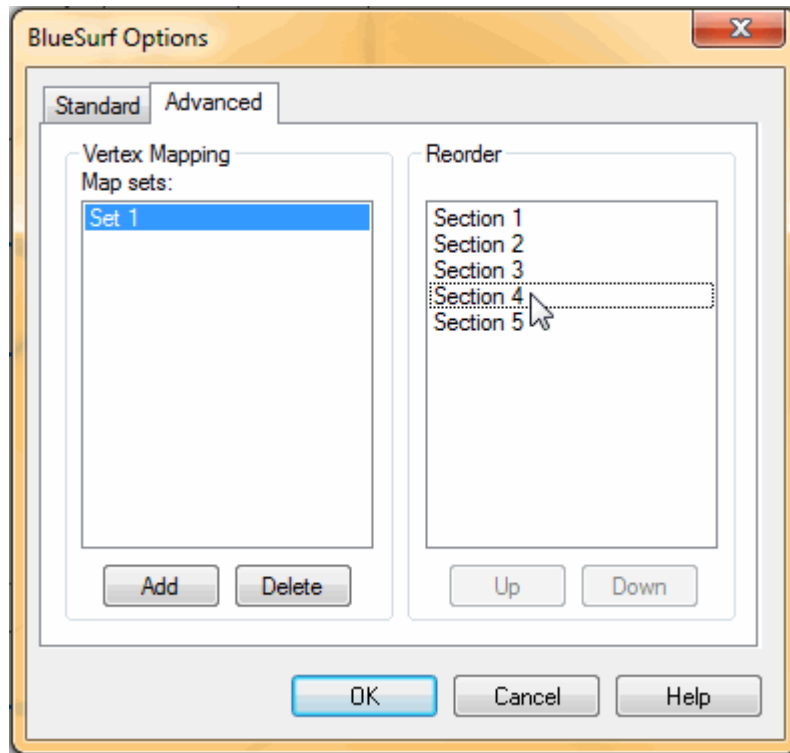 BlueSurf Options
Standard
Advanced
Vertex Mapping
Map sets:
Set 1
Add
Delete
Reorder
Section 1
Section 2
Section 3
Section 4
Section 5
Up
Down
OK
Cancel
Help